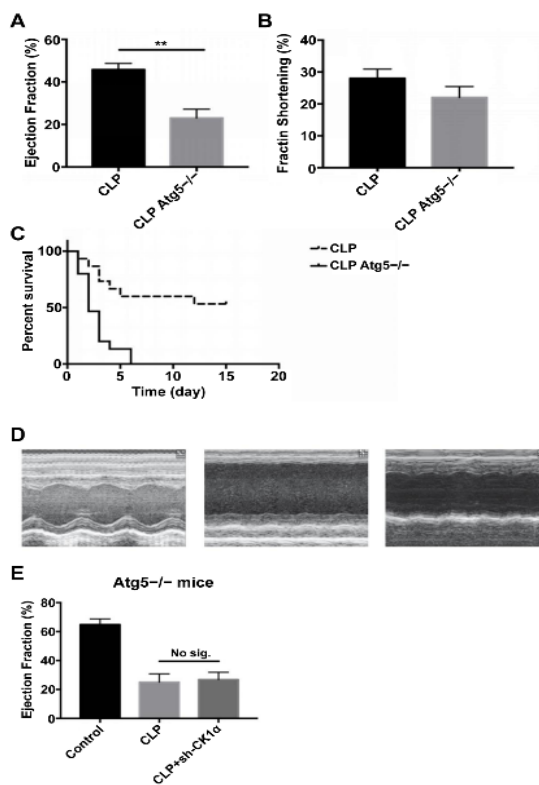 A
Ejection Fraction (%)
60
40
20
0
**
CLP
CLP Atg5−/−
B
Fractin Shortening (%)
40
30
20
10
0
CLP
CLP Atg5−/−
C
Percent survival
100
50
0
0 5 10 15 20
Time (day)
CLP
CLP Atg5−/−
D
E
Atg5−/− mice
Ejection Fraction (%)
80
60
40
20
0
No sig.
Control
CLP
CLP+sh-CK1α